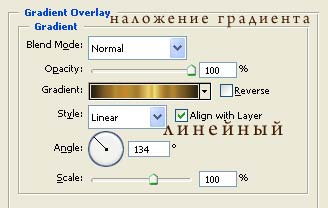 Gradient Overlay
наложение градиента
Gradient
Blend Mode: Normal
Opacity: 100 %
Gradient: Reverse
Style: Linear Align with Layer
линейный
Angle: 134 °
Scale: 100 %